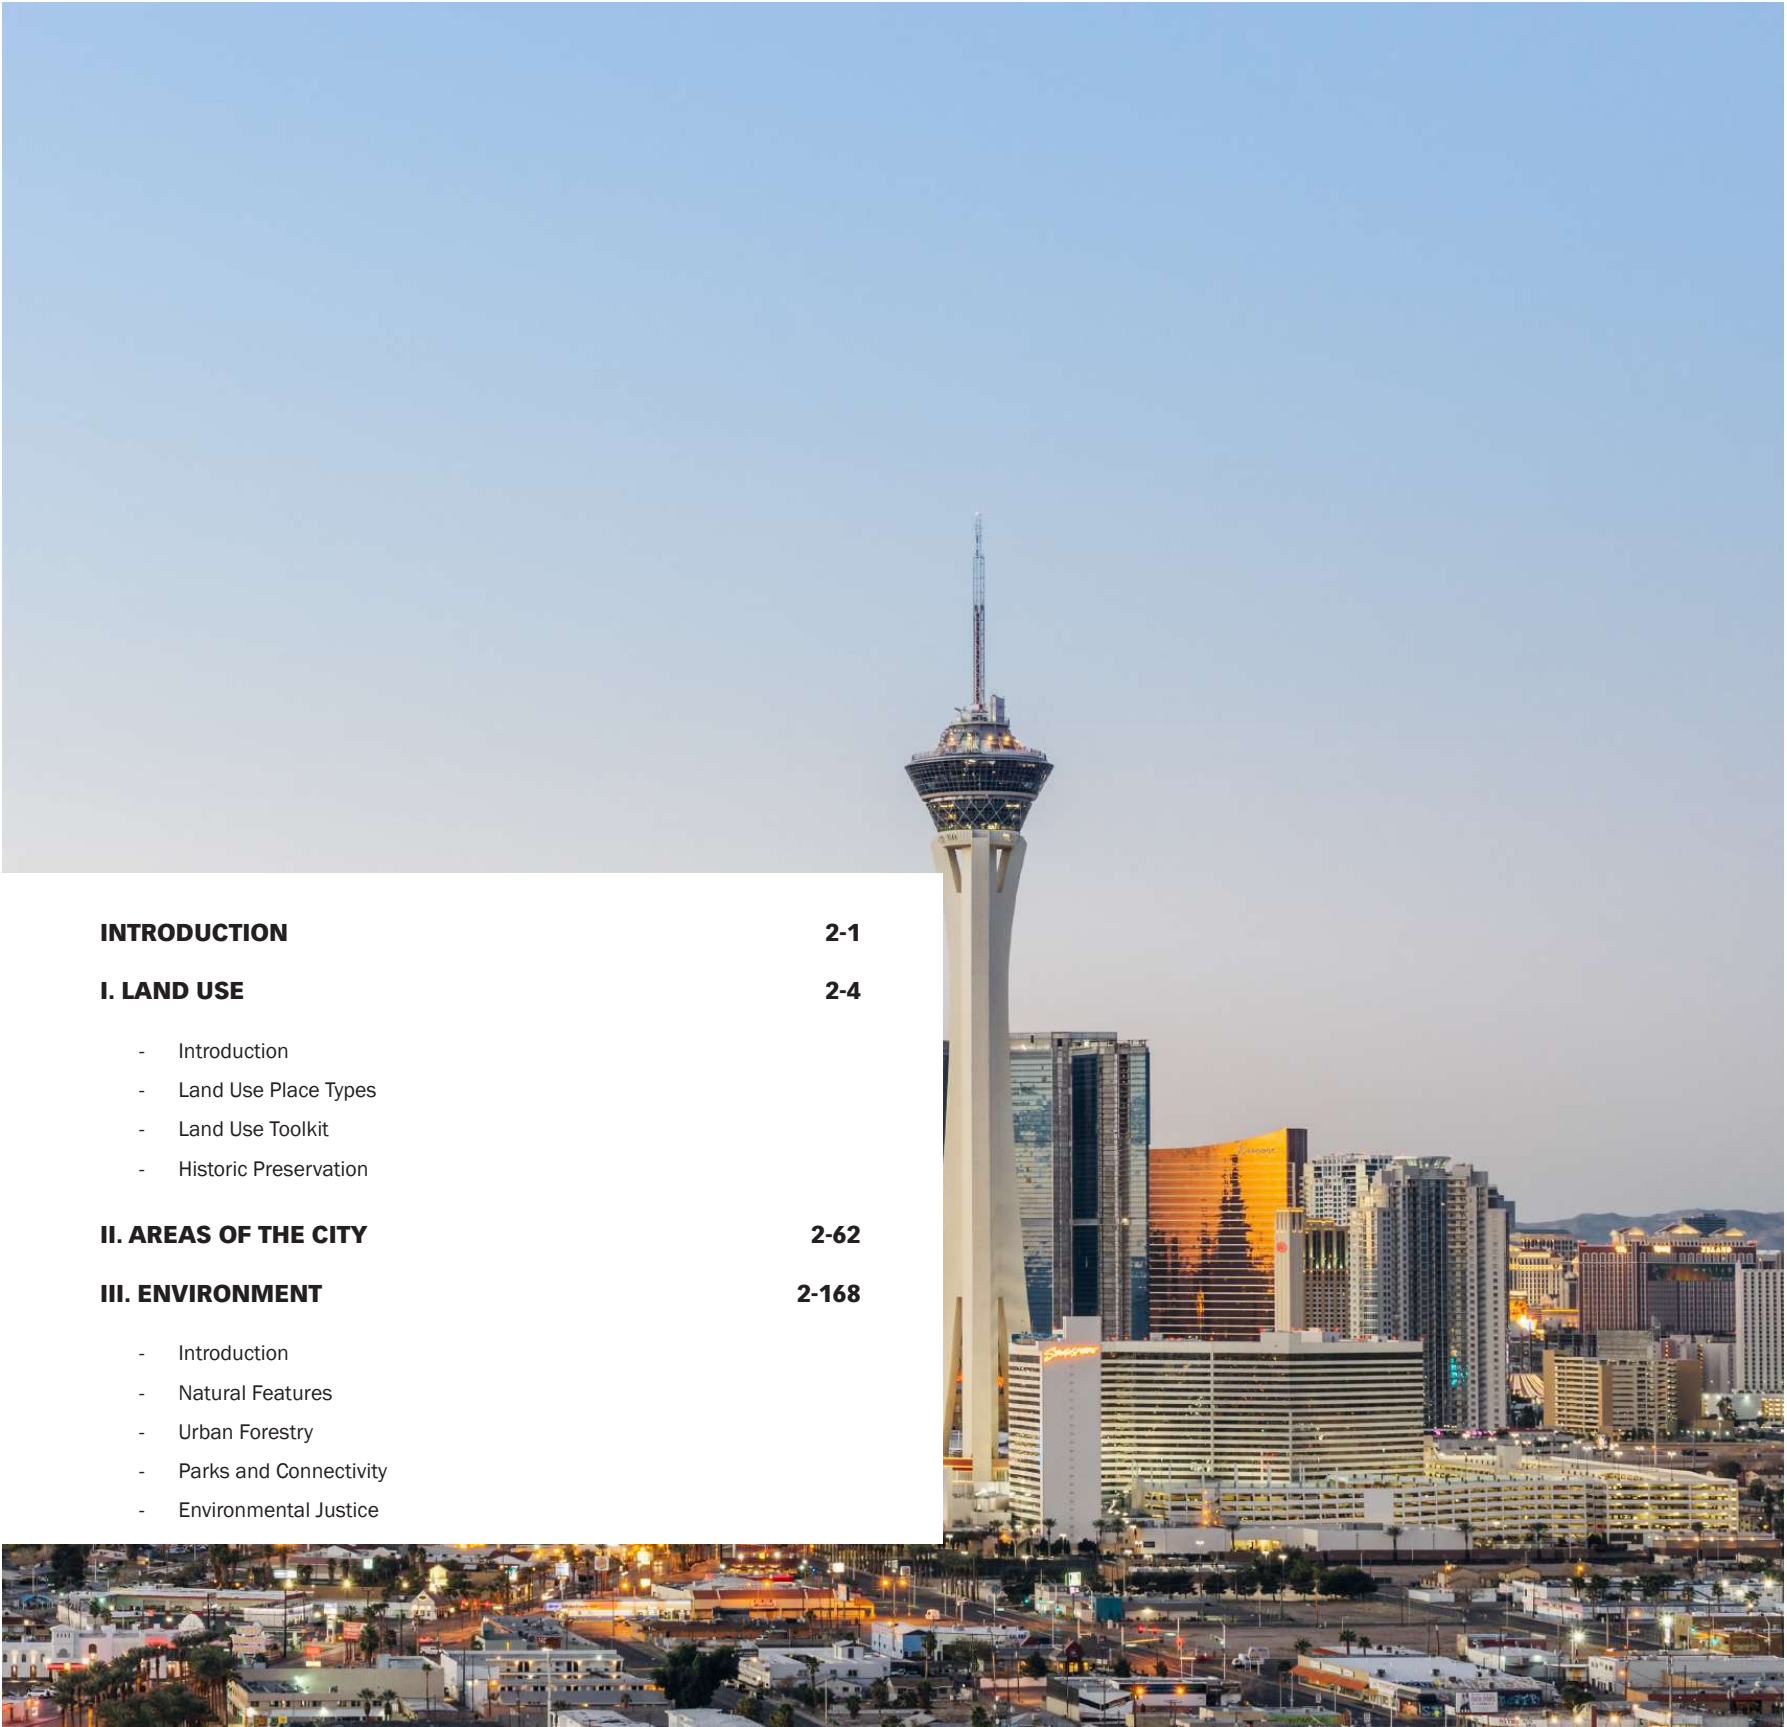 INTRODUCTION 2-1
I. LAND USE 2-4
- Introduction
- Land Use Place Types
- Land Use Toolkit
- Historic Preservation
II. AREAS OF THE CITY 2-62
III. ENVIRONMENT 2-168
- Introduction
- Natural Features
- Urban Forestry
- Parks and Connectivity
- Environmental Justice
Encore